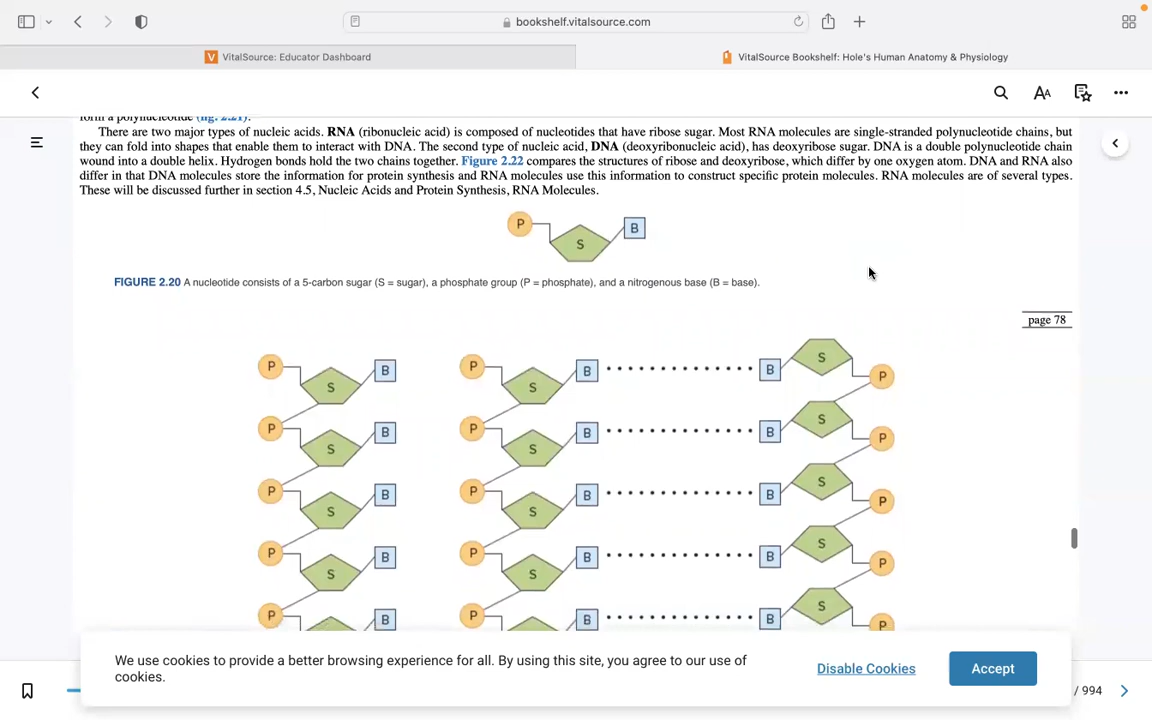 bookshelf.vitalsource.com
VitalSource: Educator Dashboard
VitalSource Bookshelf: Hole's Human Anatomy & Physiology
AA
form a polynucleotide (fig. 2.21).
There are two major types of nucleic acids. RNA (ribonucleic acid) is composed of nucleotides that have ribose sugar. Most RNA molecules are single-stranded polynucleotide chains, but
they can fold into shapes that enable them to interact with DNA. The second type of nucleic acid, DNA (deoxyribonucleic acid), has deoxyribose sugar. DNA is a double polynucleotide chain
wound into a double helix. Hydrogen bonds hold the two chains together. Figure 2.22 compares the structures of ribose and deoxyribose, which differ by one oxygen atom. DNA and RNA also
differ in that DNA molecules store the information for protein synthesis and RNA molecules use this information to construct specific protein molecules. RNA molecules are of several types.
These will be discussed further in section 4.5, Nucleic Acids and Protein Synthesis, RNA Molecules.
P S B
FIGURE 2.20 A nucleotide consists of a 5-carbon sugar (S = sugar), a phosphate group (P = phosphate), and a nitrogenous base (B = base).
page 78
P S B P S B B S P
P S B P S B B S P
P S B P S B B S P
P S B P S B B S P
P B P B B S P
We use cookies to provide a better browsing experience for all. By using this site, you agree to our use of
cookies.
Disable Cookies
Accept
/ 994